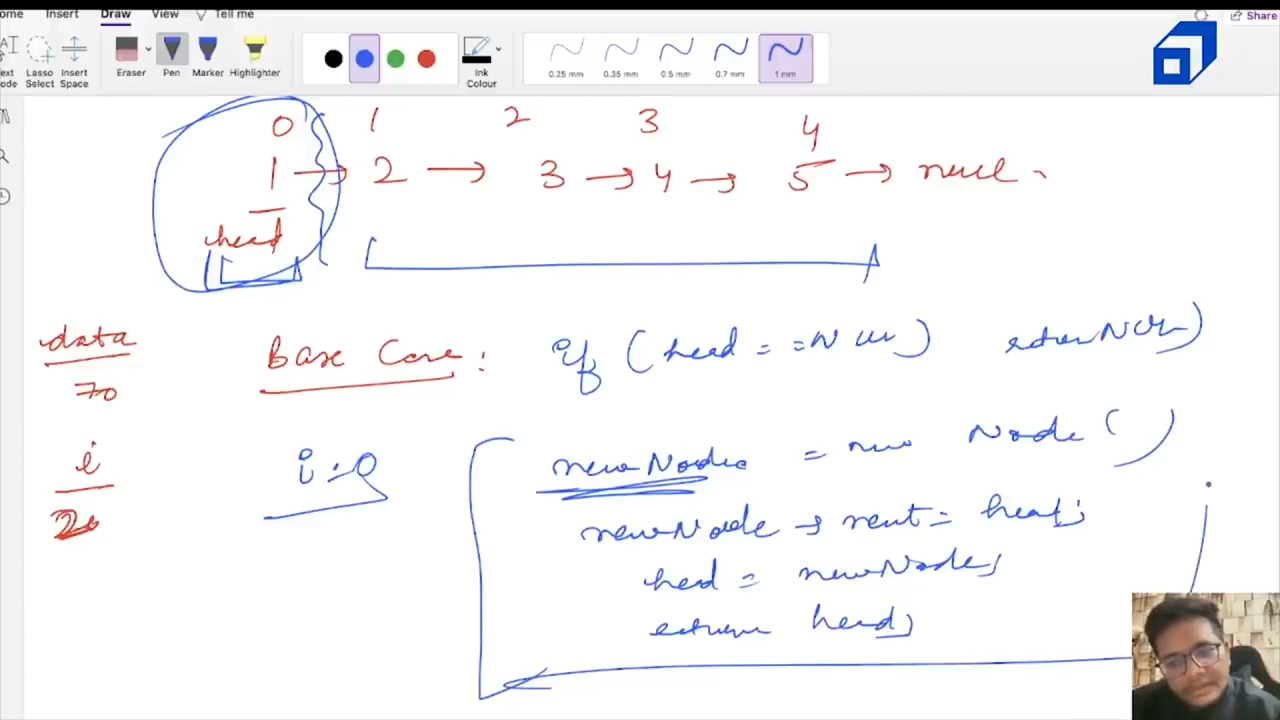 ome Insert Draw View Tell me Share
Text Mode Lasso Select Insert Space Eraser Pen Marker Highlighter Ink Colour 0.25 mm 0.35 mm 0.5 mm 0.7 mm 1 mm
0 1 2 3 4
1 → 2 → 3 → 4 → 5 → null
head
data
70
Base Case : if (head == NULL) return NULL)
i
i = 0
newNode = new Node ( )
newNode → next = head;
head = newNode;
return head;